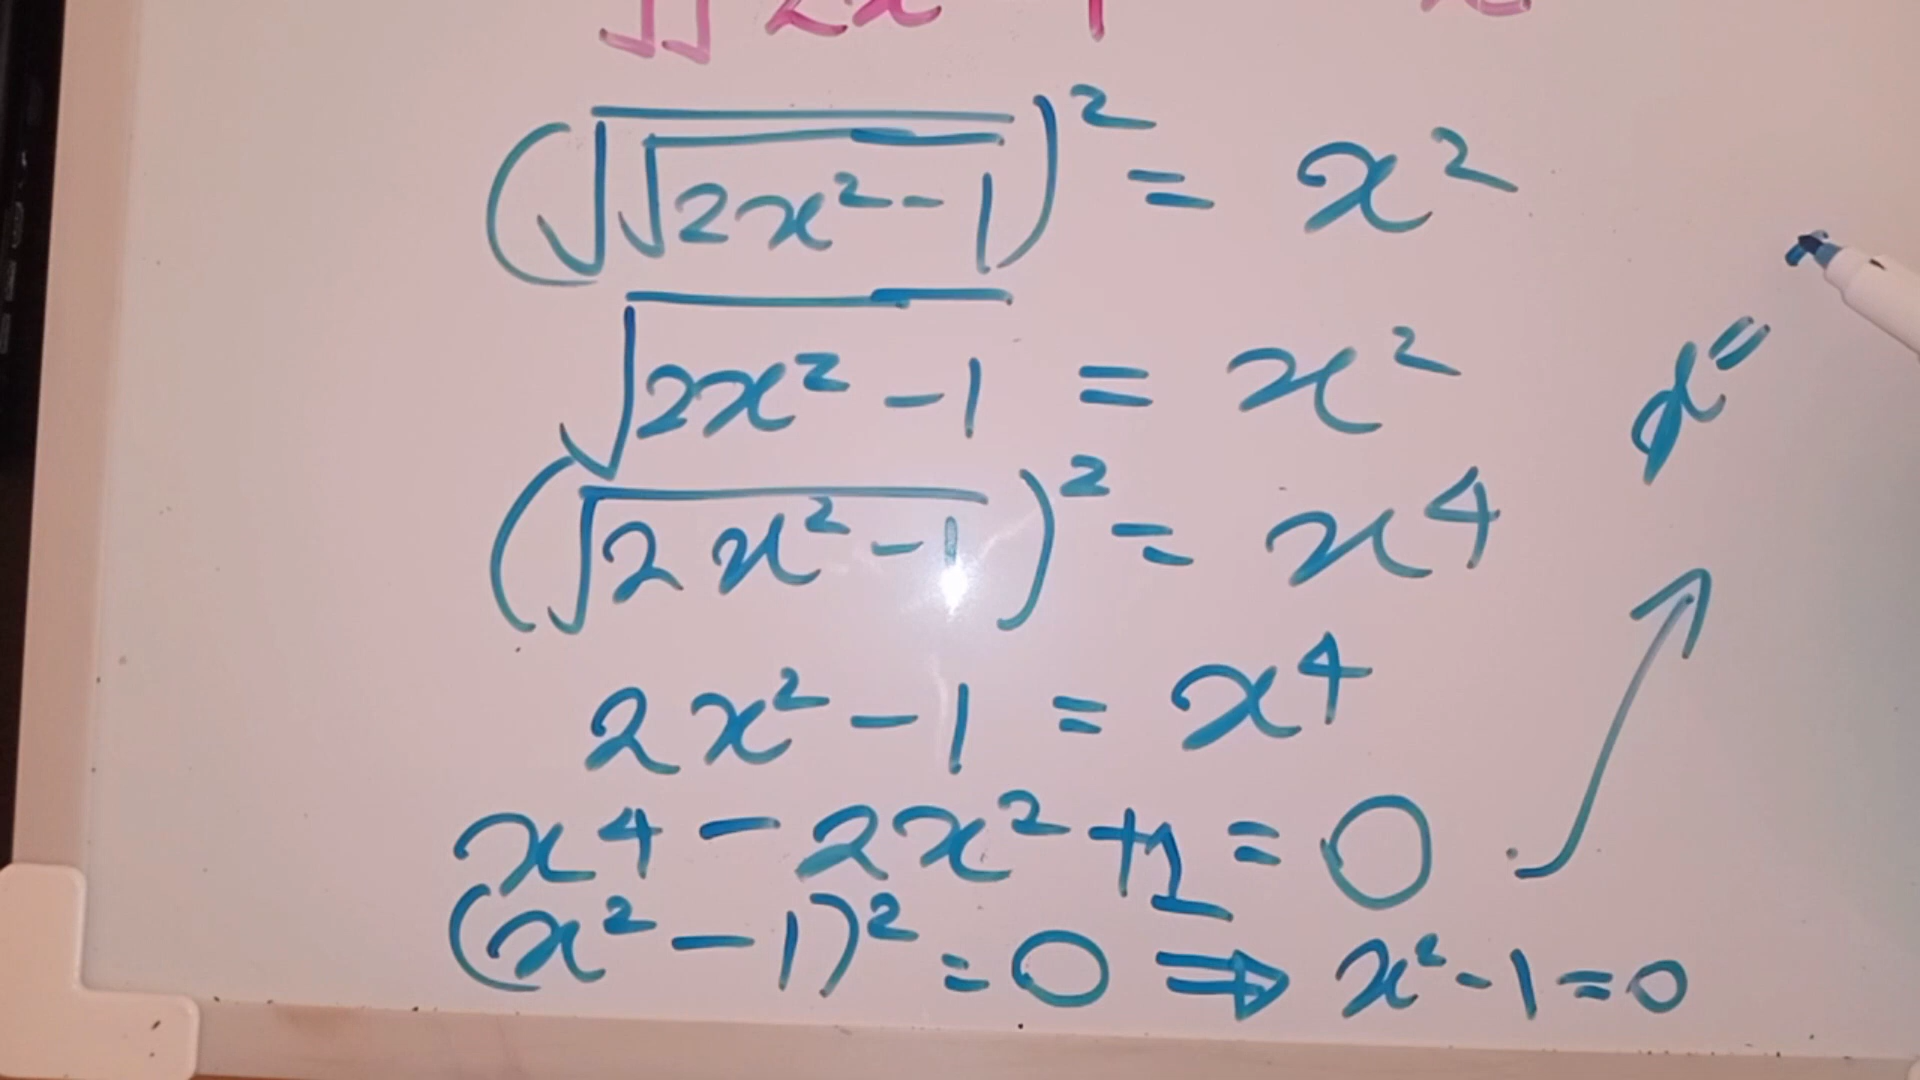 (√√2x²-1)² = x²
√2x² - 1 = x²
(√2x² - 1)² = x⁴
2x² - 1 = x⁴
x⁴ - 2x² + 1 = 0
(x² - 1)² = 0 ⇒ x² - 1 = 0